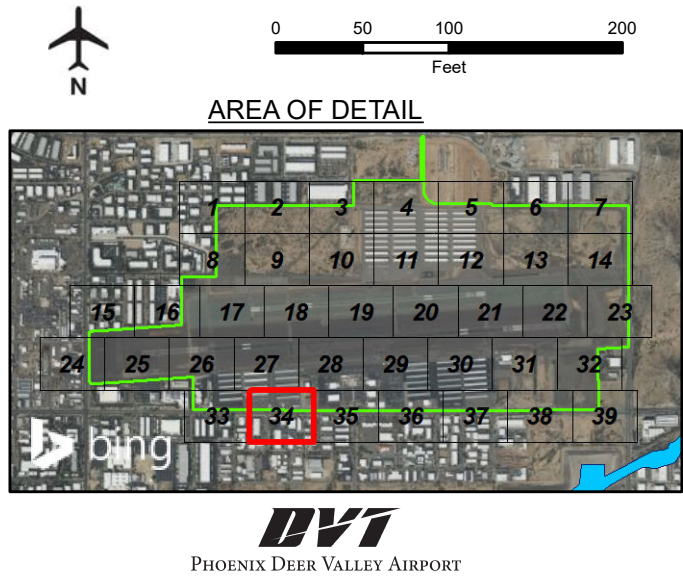 0 50 100 200
Feet
N
AREA OF DETAIL
1 2 3 4 5 6 7
8 9 10 11 12 13 14
15 16 17 18 19 20 21 22 23
24 25 26 27 28 29 30 31 32
33 34 35 36 37 38 39
bing
DVT
PHOENIX DEER VALLEY AIRPORT